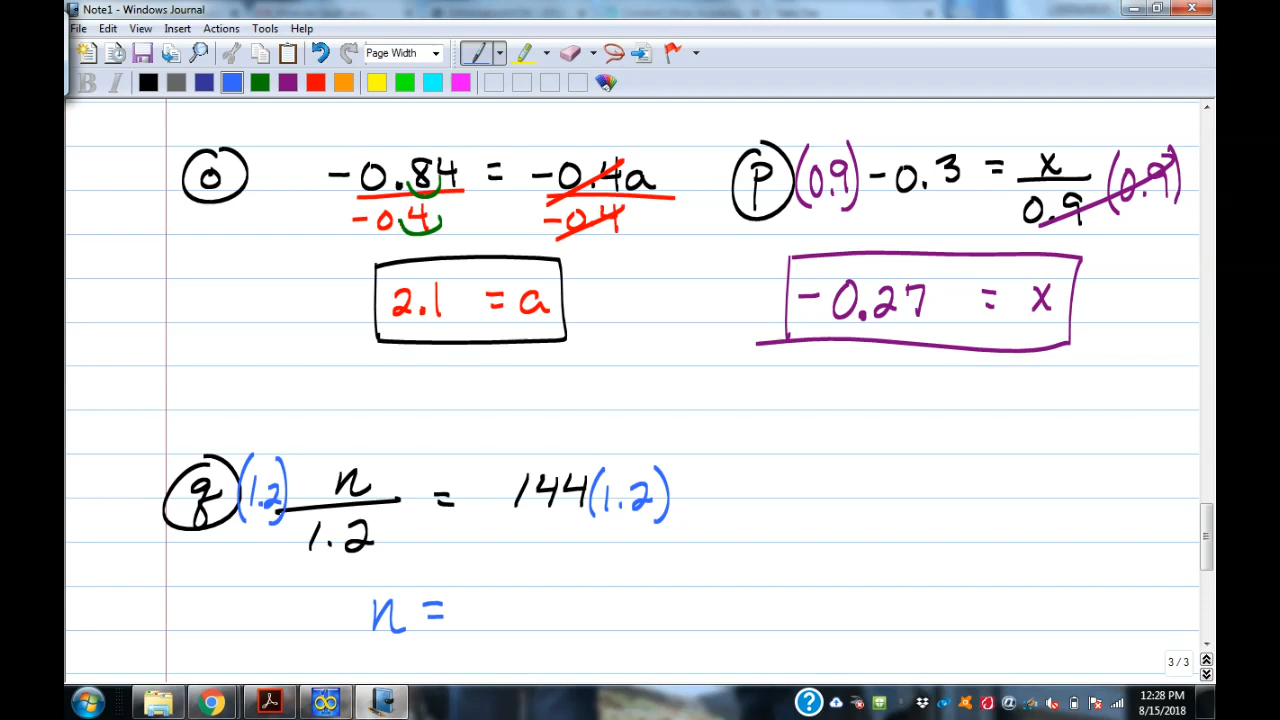 Note1 - Windows Journal
File Edit View Insert Actions Tools Help
Page Width
B I
o -0.84 = -0.4a
-0.4 -0.4
2.1 = a
p (0.9) -0.3 = x (0.9)
0.9
-0.27 = x
q (1.2) n = 144(1.2)
1.2
n =
3 / 3
12:28 PM
8/15/2018